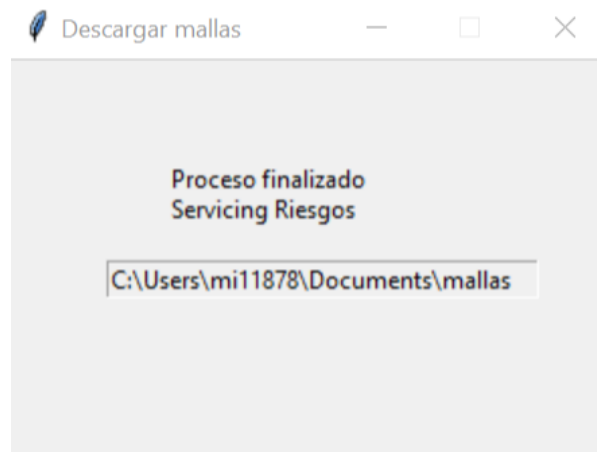 Descargar mallas
Proceso finalizado
Servicing Riesgos
C:\Users\mi11878\Documents\mallas